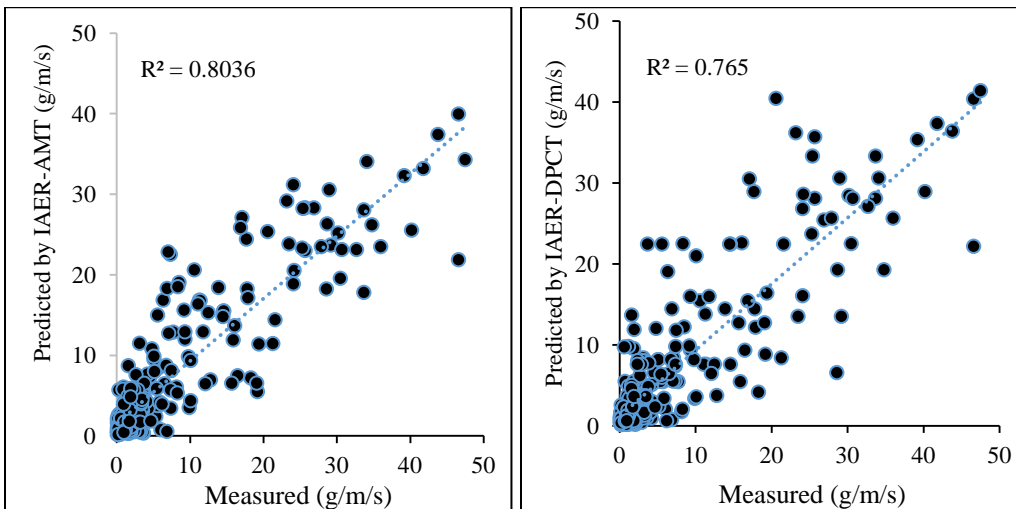 50
40
30
20
10
0
Predicted by IAER-AMT (g/m/s)
R² = 0.8036
0 10 20 30 40 50
Measured (g/m/s)
50
40
30
20
10
0
Predicted by IAER-DPCT (g/m/s)
R² = 0.765
0 10 20 30 40 50
Measured (g/m/s)